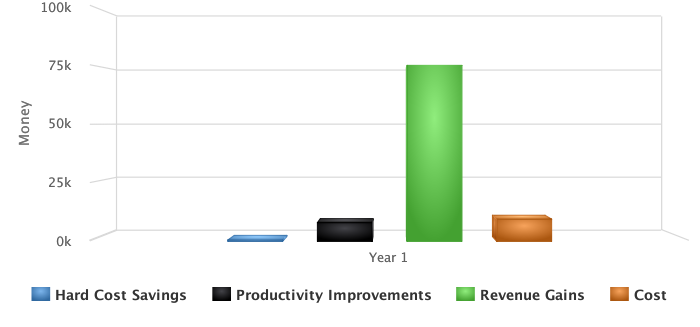 100k
75k
50k
25k
0k
Money
Year 1
Hard Cost Savings Productivity Improvements Revenue Gains Cost